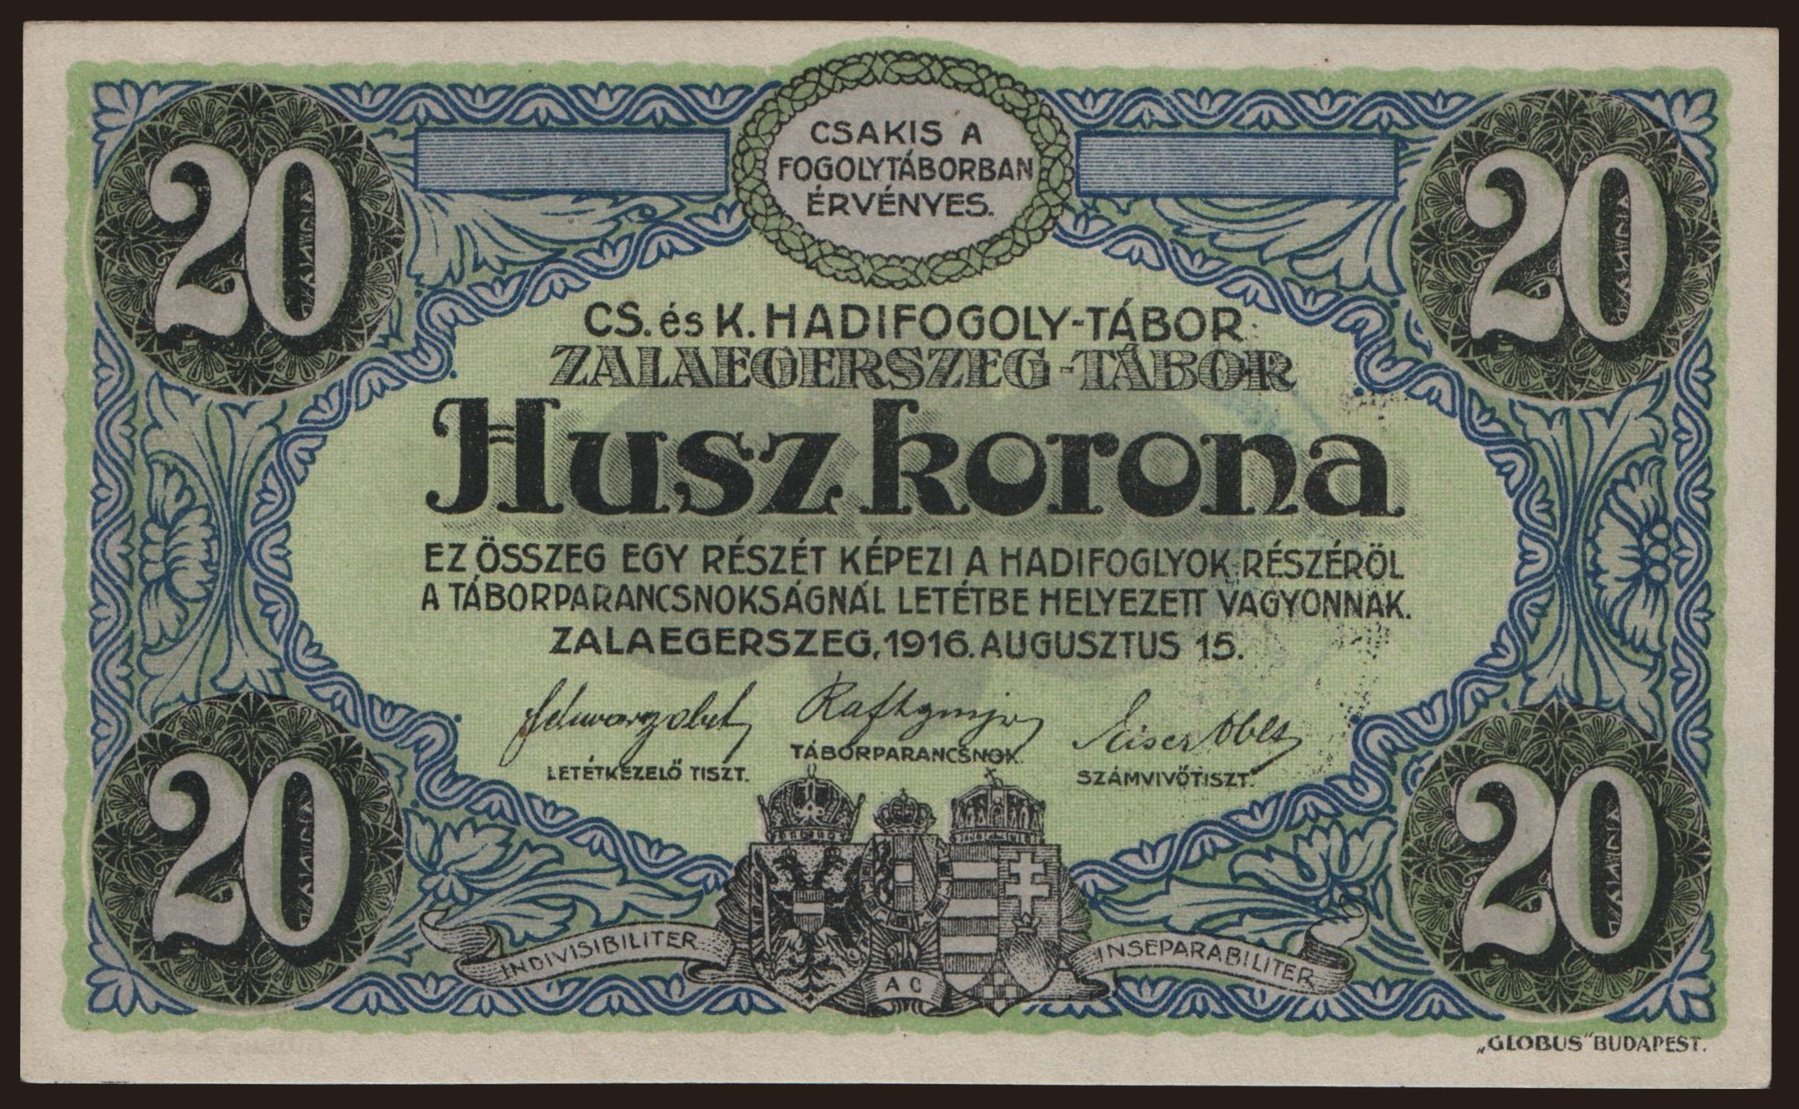 20
20
CSAKIS A
FOGOLYTÁBORBAN
ÉRVÉNYES.
CS. és K. HADIFOGOLY-TÁBOR
ZALAEGERSZEG-TÁBOR
Husz korona
EZ ÖSSZEG EGY RÉSZÉT KÉPEZI A HADIFOGLYOK RÉSZÉRŐL
A TÁBORPARANCSNOKSÁGNÁL LETÉTBE HELYEZETT VAGYONNAK.
ZALAEGERSZEG, 1916. AUGUSZTUS 15.
LETÉTKEZELŐ TISZT.
TÁBORPARANCSNOK.
SZÁMVIVŐTISZT.
20
20
INDIVISIBILITER
AC
INSEPARABILITER
„GLOBUS" BUDAPEST.